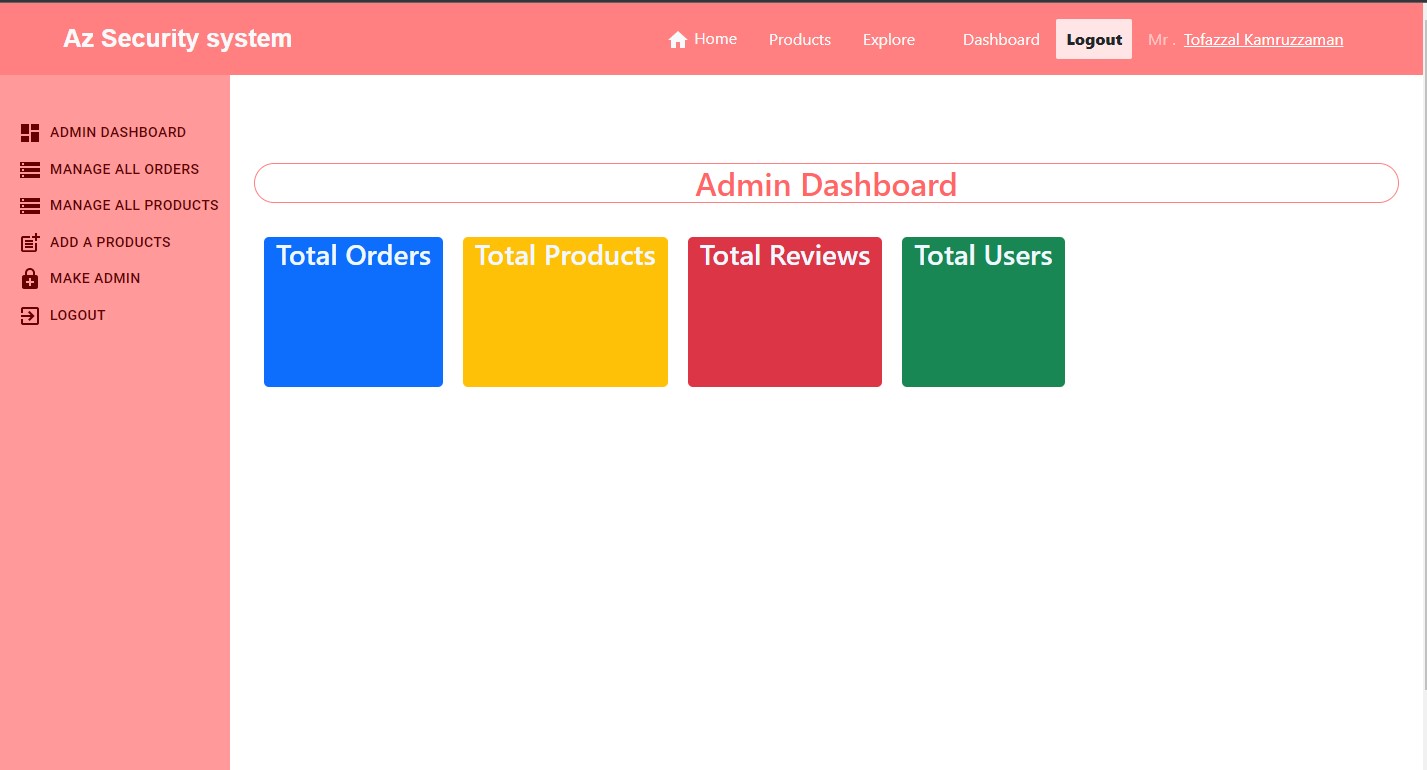 Az Security system
Home Products Explore Dashboard Logout Mr . Tofazzal Kamruzzaman
ADMIN DASHBOARD
MANAGE ALL ORDERS
MANAGE ALL PRODUCTS
ADD A PRODUCTS
MAKE ADMIN
LOGOUT
Admin Dashboard
Total Orders Total Products Total Reviews Total Users